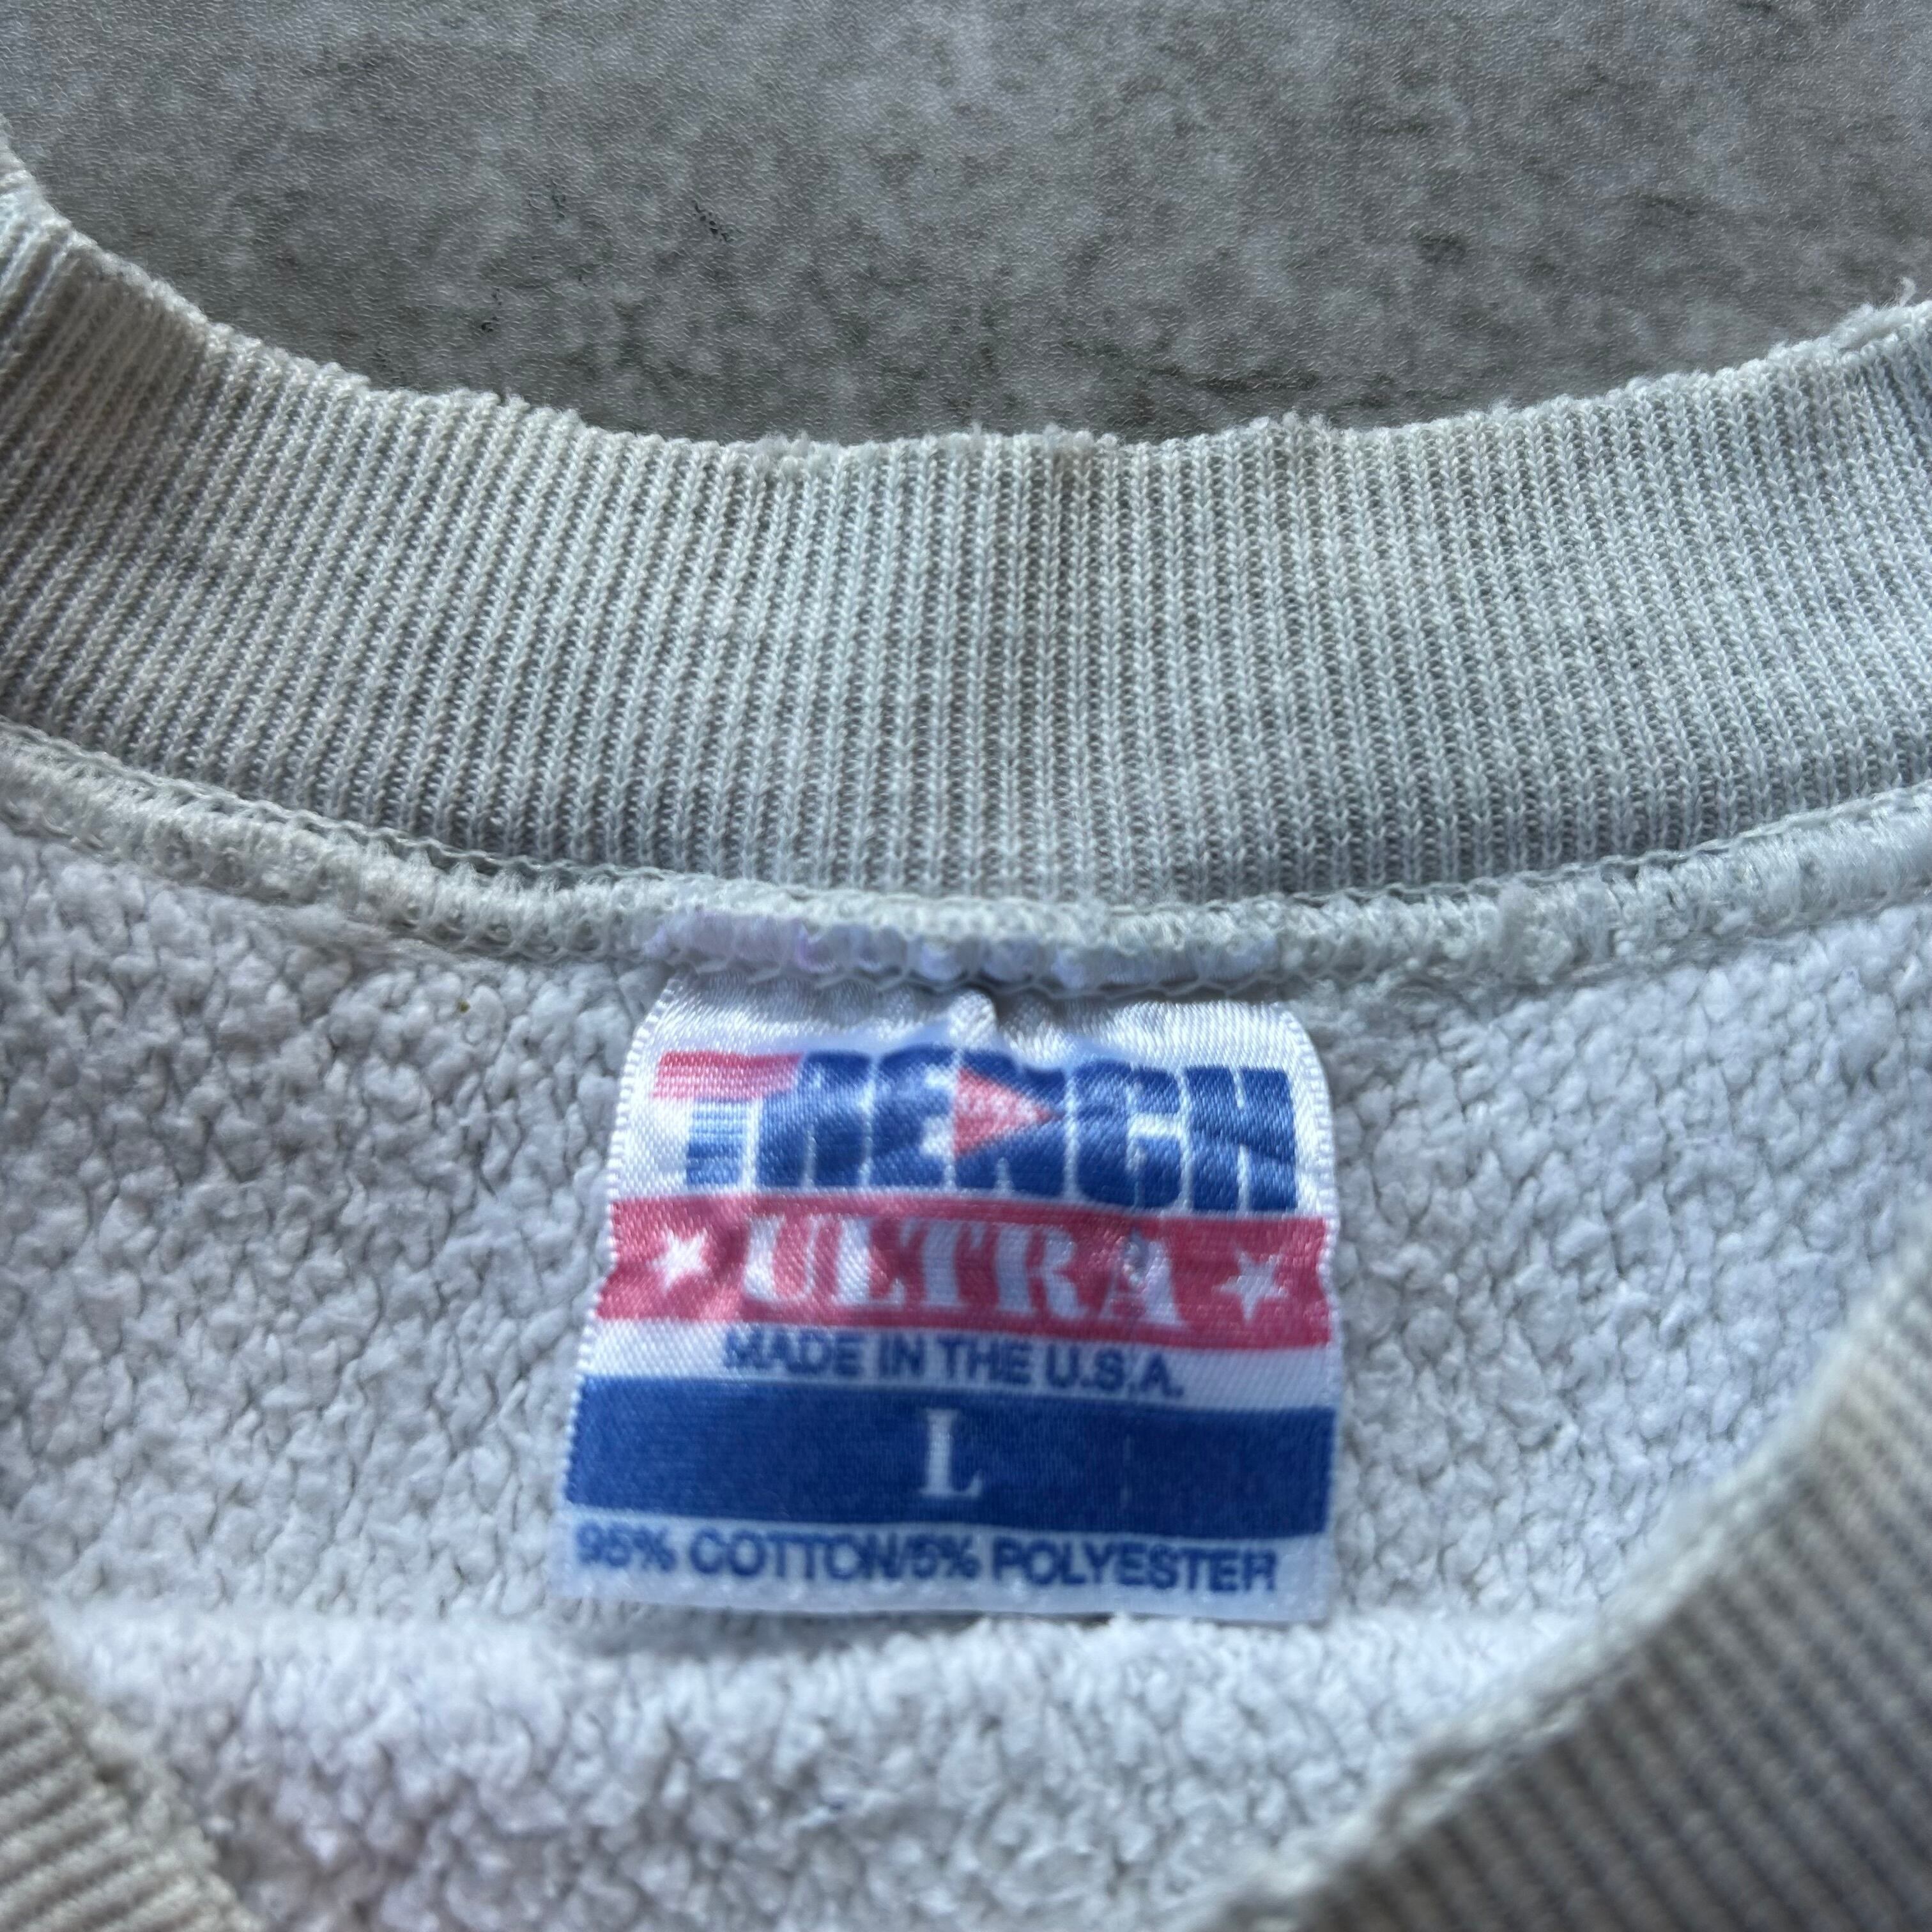 TRENCH
ULTRA
MADE IN THE U.S.A.
L
95% COTTON/5% POLYESTER